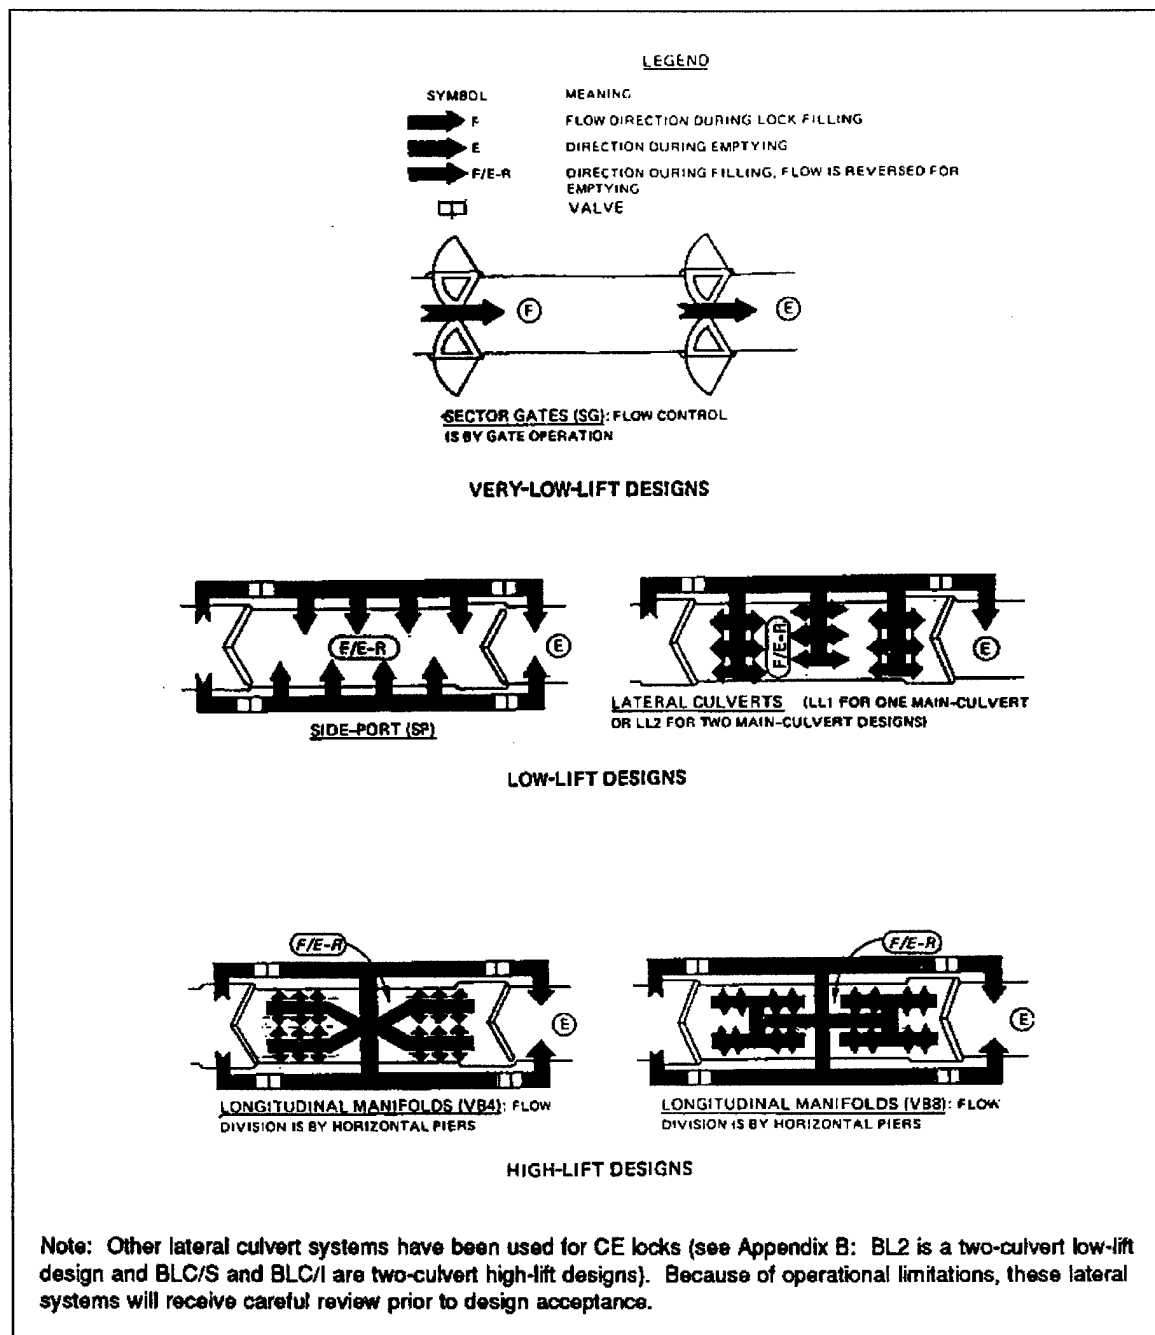 LEGEND
SYMBOL MEANING
F FLOW DIRECTION DURING LOCK FILLING
E DIRECTION DURING EMPTYING
F/E-R DIRECTION DURING FILLING, FLOW IS REVERSED FOR
EMPTYING
VALVE
F E
SECTOR GATES (SG): FLOW CONTROL
IS BY GATE OPERATION
VERY-LOW-LIFT DESIGNS
F/E-R E
SIDE-PORT (SP)
F/E-R E
LATERAL CULVERTS (LL1 FOR ONE MAIN-CULVERT
OR LL2 FOR TWO MAIN-CULVERT DESIGNS)
LOW-LIFT DESIGNS
F/E-R
E
LONGITUDINAL MANIFOLDS (VB4): FLOW
DIVISION IS BY HORIZONTAL PIERS
F/E-R
E
LONGITUDINAL MANIFOLDS (VB8): FLOW
DIVISION IS BY HORIZONTAL PIERS
HIGH-LIFT DESIGNS
Note: Other lateral culvert systems have been used for CE locks (see Appendix B: BL2 is a two-culvert low-lift
design and BLC/S and BLC/I are two-culvert high-lift designs). Because of operational limitations, these lateral
systems will receive careful review prior to design acceptance.